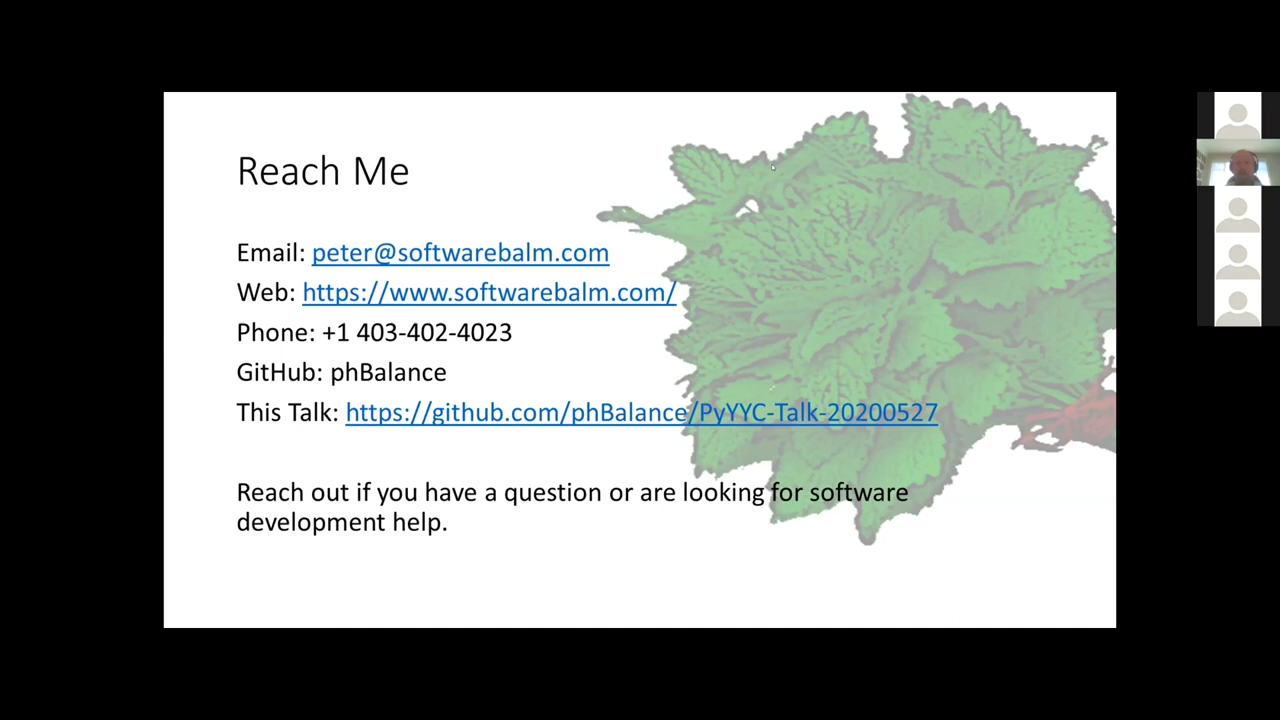 Reach Me
Email: peter@softwarebalm.com
Web: https://www.softwarebalm.com/
Phone: +1 403-402-4023
GitHub: phBalance
This Talk: https://github.com/phBalance/PyYYC-Talk-20200527
Reach out if you have a question or are looking for software
development help.